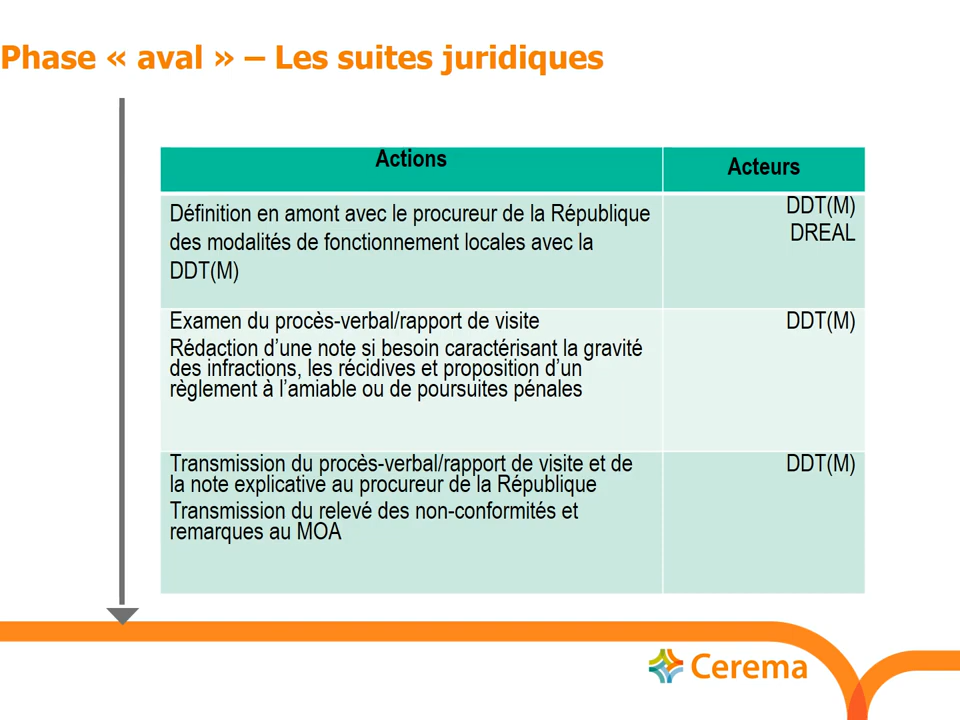 Phase « aval » – Les suites juridiques
Actions
Acteurs
Définition en amont avec le procureur de la République
des modalités de fonctionnement locales avec la
DDT(M)
DDT(M)
DREAL
Examen du procès-verbal/rapport de visite
Rédaction d’une note si besoin caractérisant la gravité
des infractions, les récidives et proposition d’un
règlement à l’amiable ou de poursuites pénales
DDT(M)
Transmission du procès-verbal/rapport de visite et de
la note explicative au procureur de la République
Transmission du relevé des non-conformités et
remarques au MOA
DDT(M)
Cerema